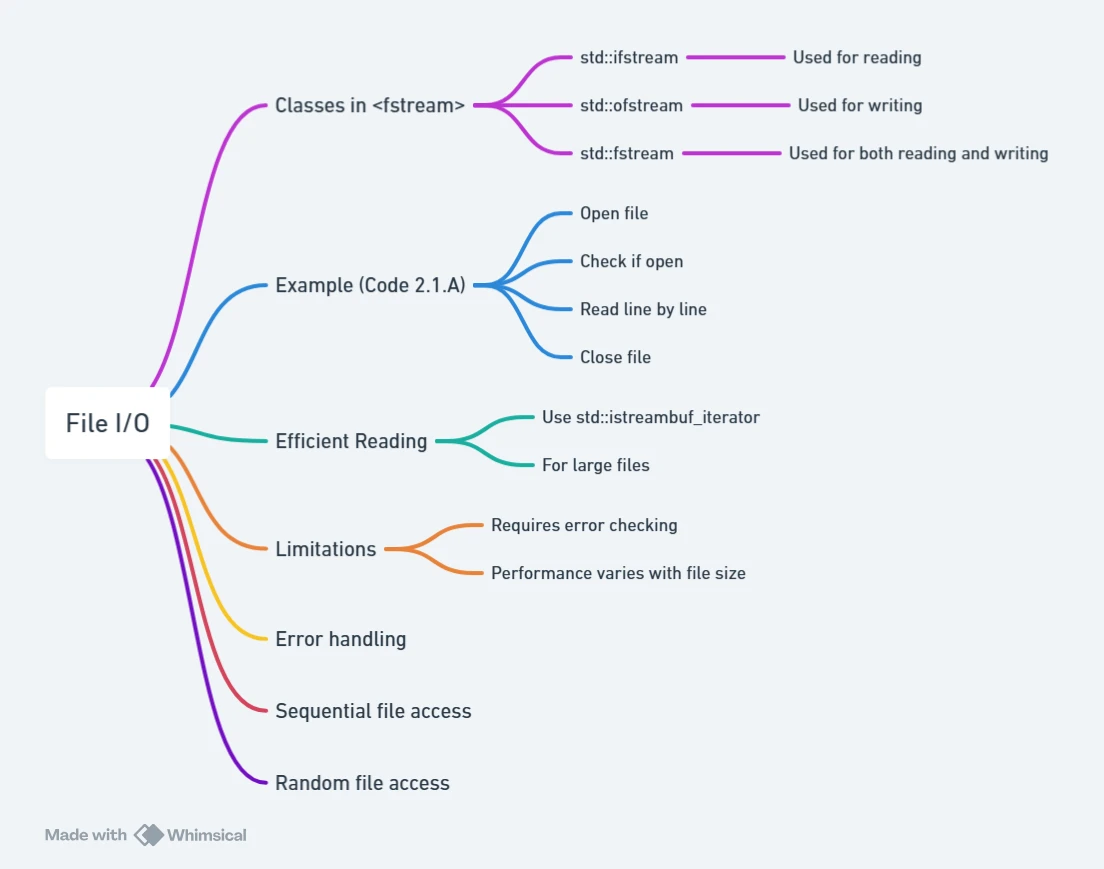 File I/O
Classes in <fstream>
std::ifstream
Used for reading
std::ofstream
Used for writing
std::fstream
Used for both reading and writing
Example (Code 2.1.A)
Open file
Check if open
Read line by line
Close file
Efficient Reading
Use std::istreambuf_iterator
For large files
Limitations
Requires error checking
Performance varies with file size
Error handling
Sequential file access
Random file access
Made with Whimsical